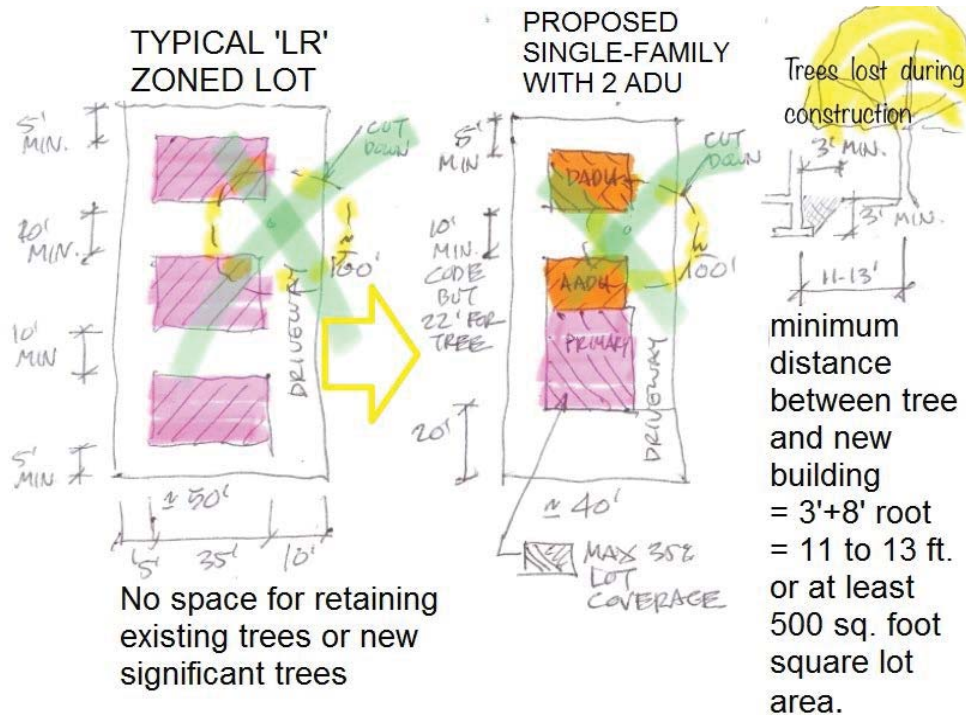 TYPICAL 'LR'
ZONED LOT
5'
MIN.
20'
MIN.
10'
MIN
5'
MIN
CUT
DOWN
100'
DRIVEWAY
≈ 50'
5'
35'
10'
No space for retaining
existing trees or new
significant trees
PROPOSED
SINGLE-FAMILY
WITH 2 ADU
5'
MIN
10'
MIN.
CODE
BUT
22' FOR
TREE
20'
DADU
AADU
PRIMARY
CUT
DOWN
100'
DRIVEWAY
≈ 40'
MAX 35%
LOT
COVERAGE
Trees lost during
construction
3' MIN.
3' MIN.
11-13'
minimum
distance
between tree
and new
building
= 3'+8' root
= 11 to 13 ft.
or at least
500 sq. foot
square lot
area.